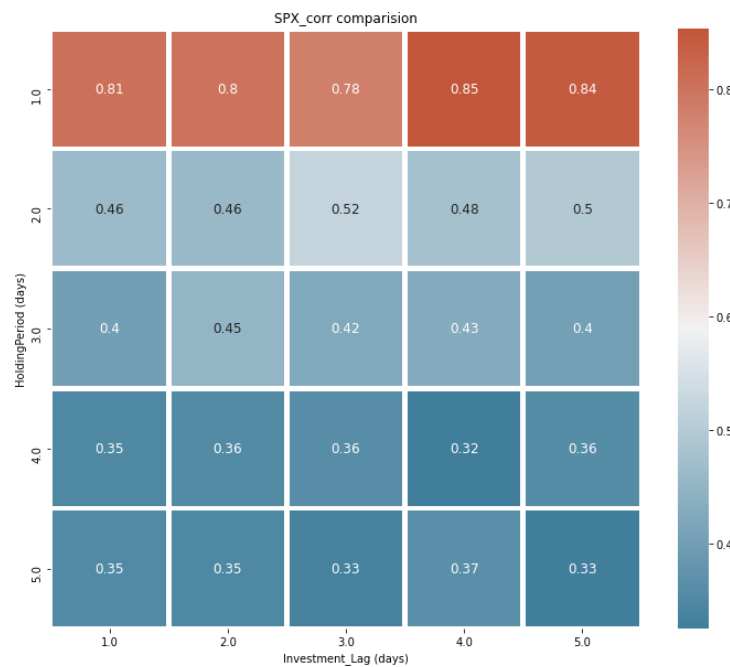 SPX_corr comparision
1.0 0.81 0.8 0.78 0.85 0.84
2.0 0.46 0.46 0.52 0.48 0.5
3.0 0.4 0.45 0.42 0.43 0.4
4.0 0.35 0.36 0.36 0.32 0.36
5.0 0.35 0.35 0.33 0.37 0.33
HoldingPeriod (days)
1.0 2.0 3.0 4.0 5.0
Investment_Lag (days)
0.8
0.7
0.6
0.5
0.4